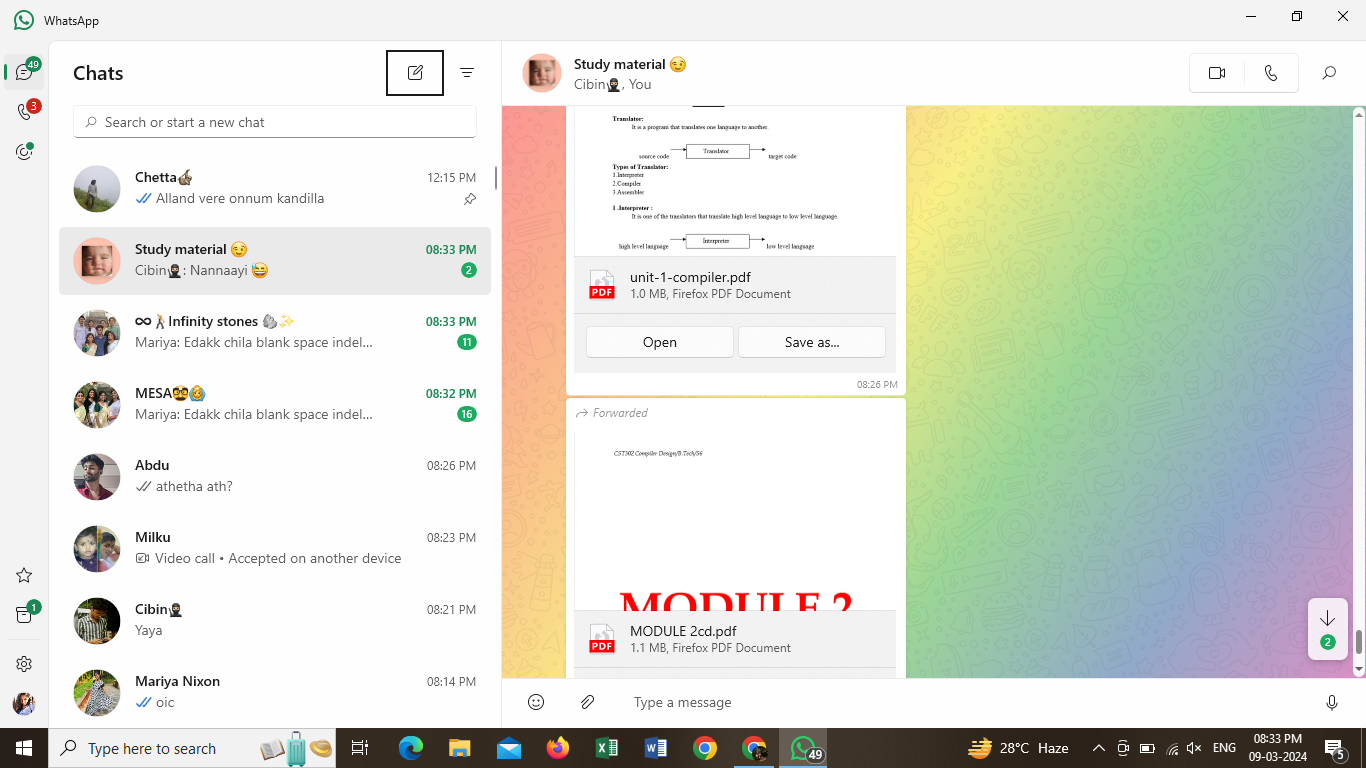 WhatsApp
49
3
Chats
Search or start a new chat
Chetta
12:15 PM
Alland vere onnum kandilla
Study material 😉
08:33 PM
Cibin🥷🏿: Nannaayi 😅
2
∞🚶Infinity stones 🪨✨
08:33 PM
Mariya: Edakk chila blank space indel...
11
MESA🥸🙆
08:32 PM
Mariya: Edakk chila blank space indel...
16
Abdu
08:26 PM
athetha ath?
Milku
08:23 PM
Video call • Accepted on another device
Cibin🥷🏿
08:21 PM
Yaya
Mariya Nixon
08:14 PM
oic
1
Study material 😉
Cibin🥷🏿, You
Translator:
It is a program that translates one language to another.
source code
Translator
target code
Types of Translator:
1.Interpreter
2.Compiler
3.Assembler
1 .Interpreter :
It is one of the translators that translate high level language to low level language.
high level language
Interpreter
low level language
PDF
unit-1-compiler.pdf
1.0 MB, Firefox PDF Document
Open
Save as...
08:26 PM
Forwarded
CST302 Compiler Design/B.Tech/S6
MODULE 2
PDF
MODULE 2cd.pdf
1.1 MB, Firefox PDF Document
2
Type a message
Type here to search
49
28°C Haze
ENG
08:33 PM
09-03-2024
5